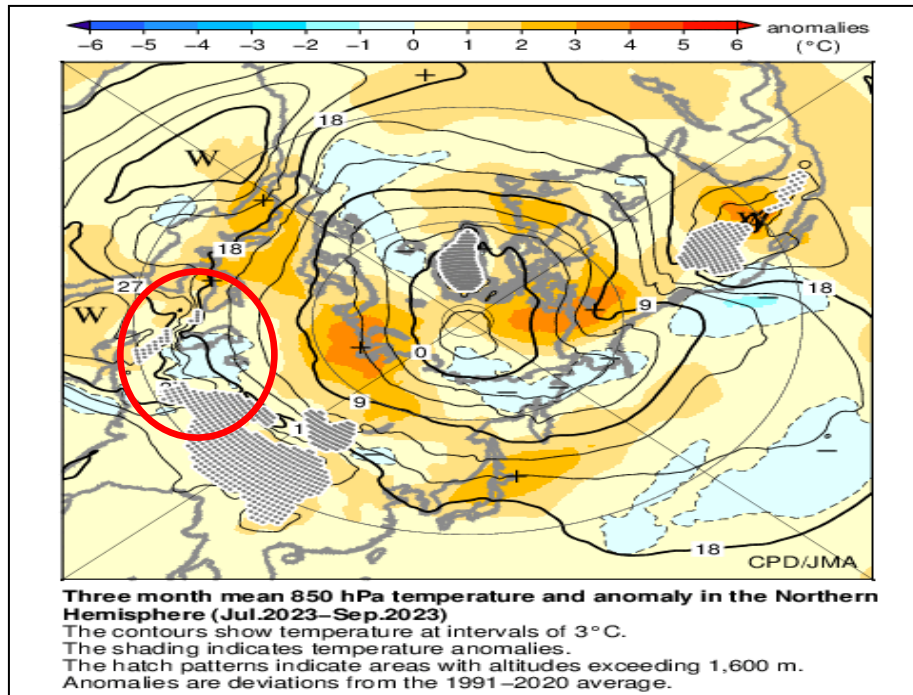 anomalies
−6 −5 −4 −3 −2 −1 0 1 2 3 4 5 6 (°C)
18
W
W
18
27
18
9
0
9
1
18
CPD/JMA
Three month mean 850 hPa temperature and anomaly in the Northern
Hemisphere (Jul.2023−Sep.2023)
The contours show temperature at intervals of 3°C.
The shading indicates temperature anomalies.
The hatch patterns indicate areas with altitudes exceeding 1,600 m.
Anomalies are deviations from the 1991−2020 average.